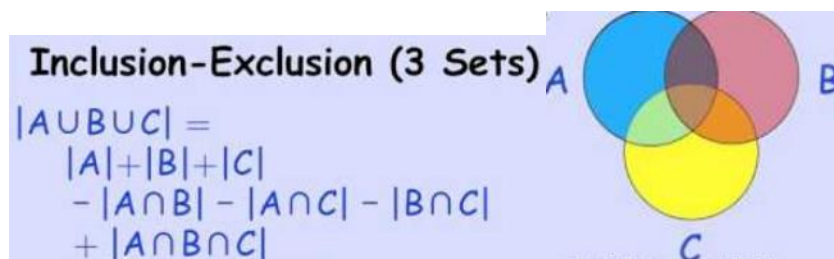 Inclusion-Exclusion (3 Sets)
|A∪B∪C| =
|A|+|B|+|C|
- |A∩B| - |A∩C| - |B∩C|
+ |A∩B∩C|
A
B
C